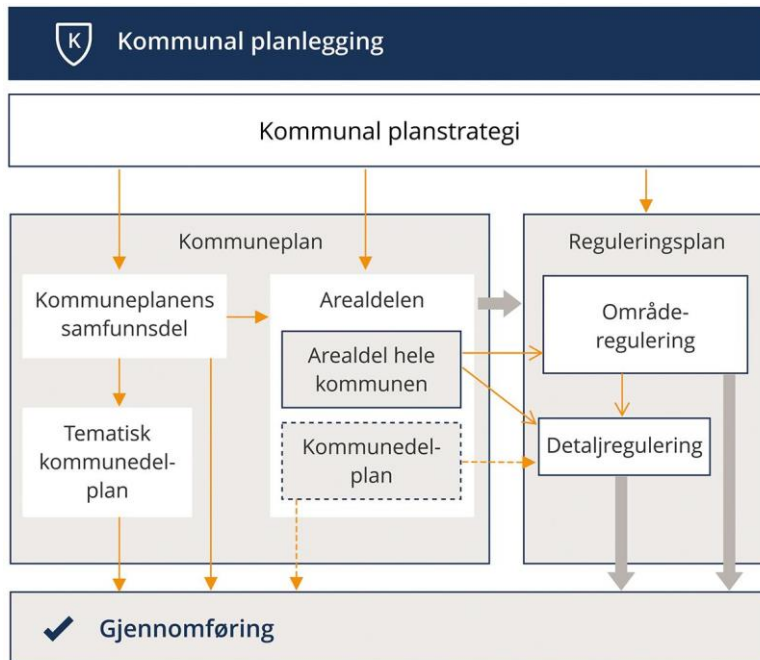 K
Kommunal planlegging
Kommunal planstrategi
Kommuneplan
Kommuneplanens
samfunnsdel
Tematisk
kommunedel-
plan
Arealdelen
Arealdel hele
kommunen
Kommunedel-
plan
Reguleringsplan
Område-
regulering
Detaljregulering
Gjennomføring